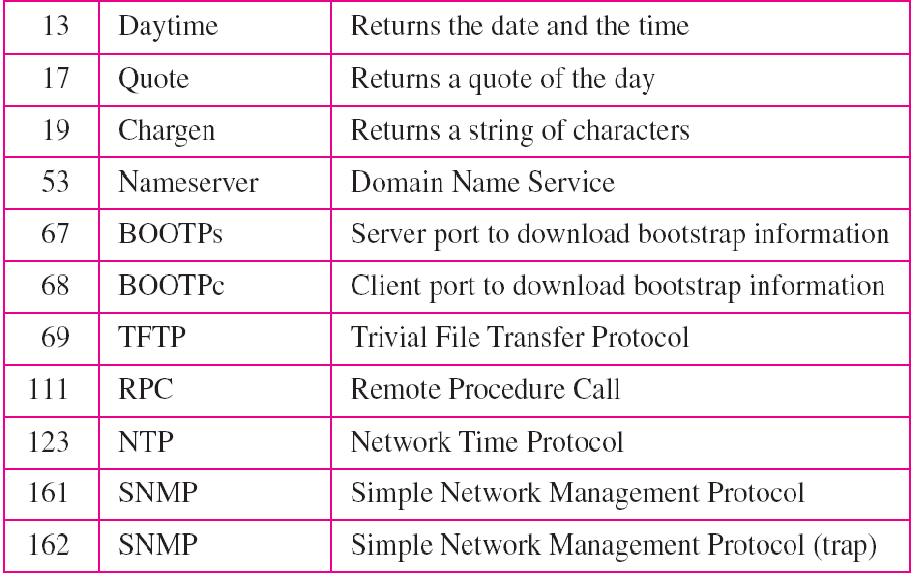 13 Daytime Returns the date and the time
17 Quote Returns a quote of the day
19 Chargen Returns a string of characters
53 Nameserver Domain Name Service
67 BOOTPs Server port to download bootstrap information
68 BOOTPc Client port to download bootstrap information
69 TFTP Trivial File Transfer Protocol
111 RPC Remote Procedure Call
123 NTP Network Time Protocol
161 SNMP Simple Network Management Protocol
162 SNMP Simple Network Management Protocol (trap)